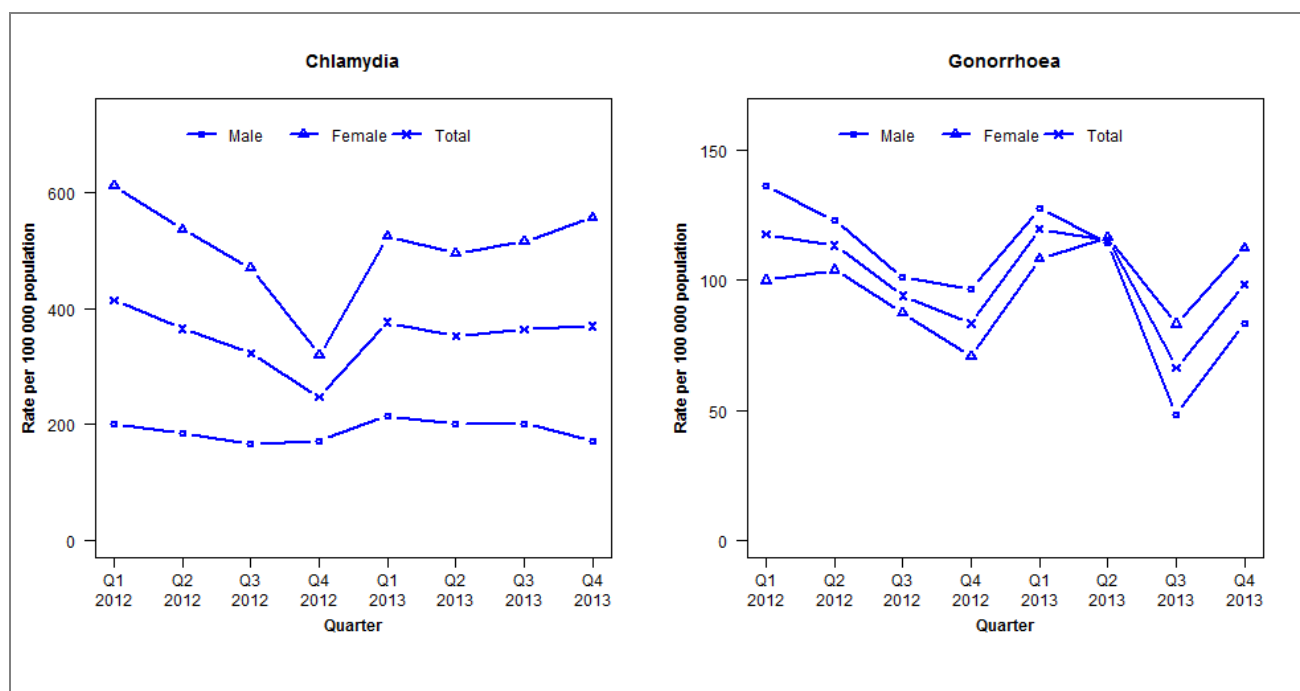 Chlamydia
Male Female Total
Rate per 100 000 population
600
400
200
0
Q1 Q2 Q3 Q4 Q1 Q2 Q3 Q4
2012 2012 2012 2012 2013 2013 2013 2013
Quarter
Gonorrhoea
Male Female Total
Rate per 100 000 population
150
100
50
0
Q1 Q2 Q3 Q4 Q1 Q2 Q3 Q4
2012 2012 2012 2012 2013 2013 2013 2013
Quarter